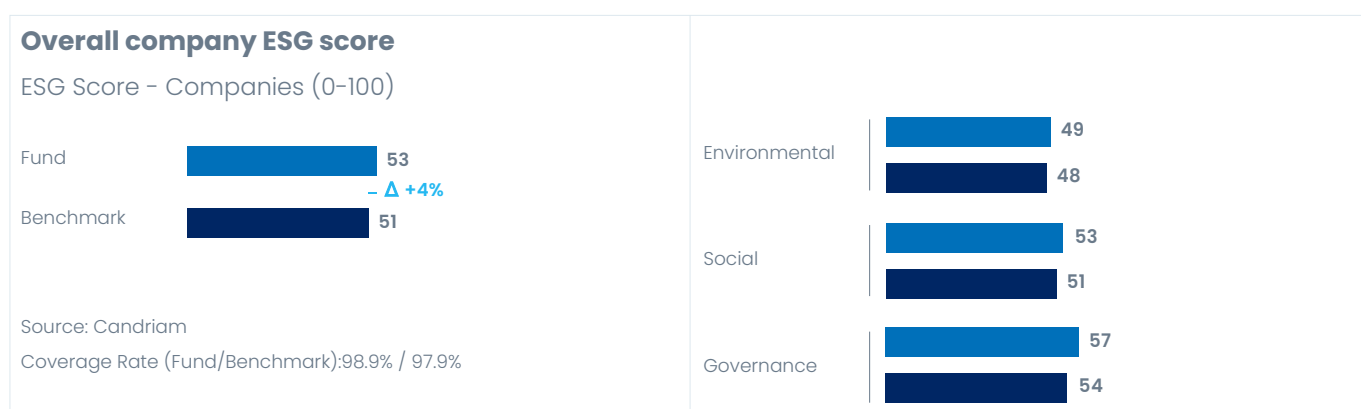 Overall company ESG score
ESG Score - Companies (0-100)
Fund
53
Δ +4%
Benchmark
51
Source: Candriam
Coverage Rate (Fund/Benchmark):98.9% / 97.9%
Environmental
49
48
Social
53
51
Governance
57
54